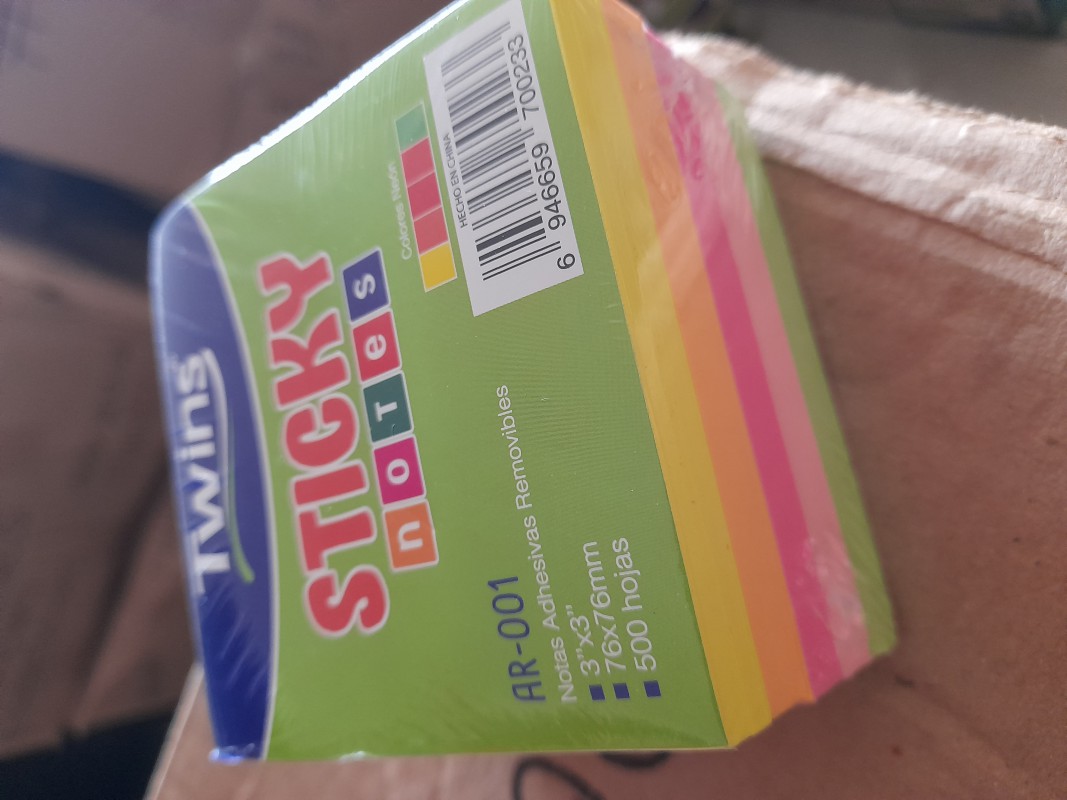 Twins
STICKY
notes
Colores Neón
HECHO EN CHINA
6 946659 700233
AR-001
Notas Adhesivas Removibles
3"x3"
76x76mm
500 hojas